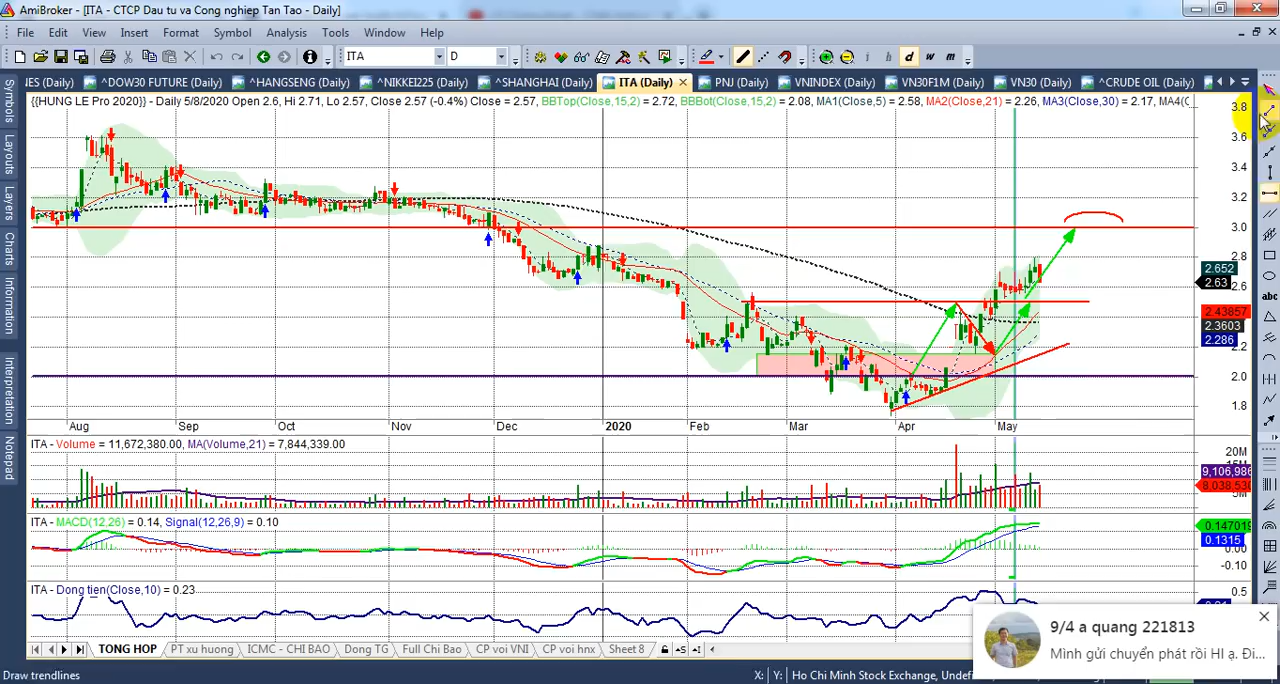 AmiBroker - [ITA - CTCP Dau tu va Cong nghiep Tan Tao - Daily]
File Edit View Insert Format Symbol Analysis Tools Window Help
ITA D i h d w m
IES (Daily) ^DOW30 FUTURE (Daily) ^HANGSENG (Daily) ^NIKKEI225 (Daily) ^SHANGHAI (Daily) ITA (Daily) PNJ (Daily) VNINDEX (Daily) VN30F1M (Daily) VN30 (Daily) ^CRUDE OIL (Daily)
{{HUNG LE Pro 2020}} - Daily 5/8/2020 Open 2.6, Hi 2.71, Lo 2.57, Close 2.57 (-0.4%) Close = 2.57, BBTop(Close,15,2) = 2.72, BBBot(Close,15,2) = 2.08, MA1(Close,5) = 2.58, MA2(Close,21) = 2.26, MA3(Close,30) = 2.17, MA4(C
Symbols
Layouts
Layers
Charts
Information
Interpretation
Notepad
3.8
3.6
3.4
3.2
3.0
2.8
2.652
2.63
2.6
2.43857
2.3603
2.286
2.2
2.0
1.8
abc
Aug Sep Oct Nov Dec 2020 Feb Mar Apr May
ITA - Volume = 11,672,380.00, MA(Volume,21) = 7,844,339.00
20M
9,106,986
8,038,530
ITA - MACD(12,26) = 0.14, Signal(12,26,9) = 0.10
0.147019
0.1315
0.00
-0.10
ITA - Dong tien(Close,10) = 0.23
0.5
9/4 a quang 221813
Mình gửi chuyển phát rồi HI ạ. Đi...
TONG HOP PT xu huong ICMC - CHI BAO Dong TG Full Chi Bao CP voi VNI CP voi hnx Sheet 8
Draw trendlines X: Y: Ho Chi Minh Stock Exchange, Undefi